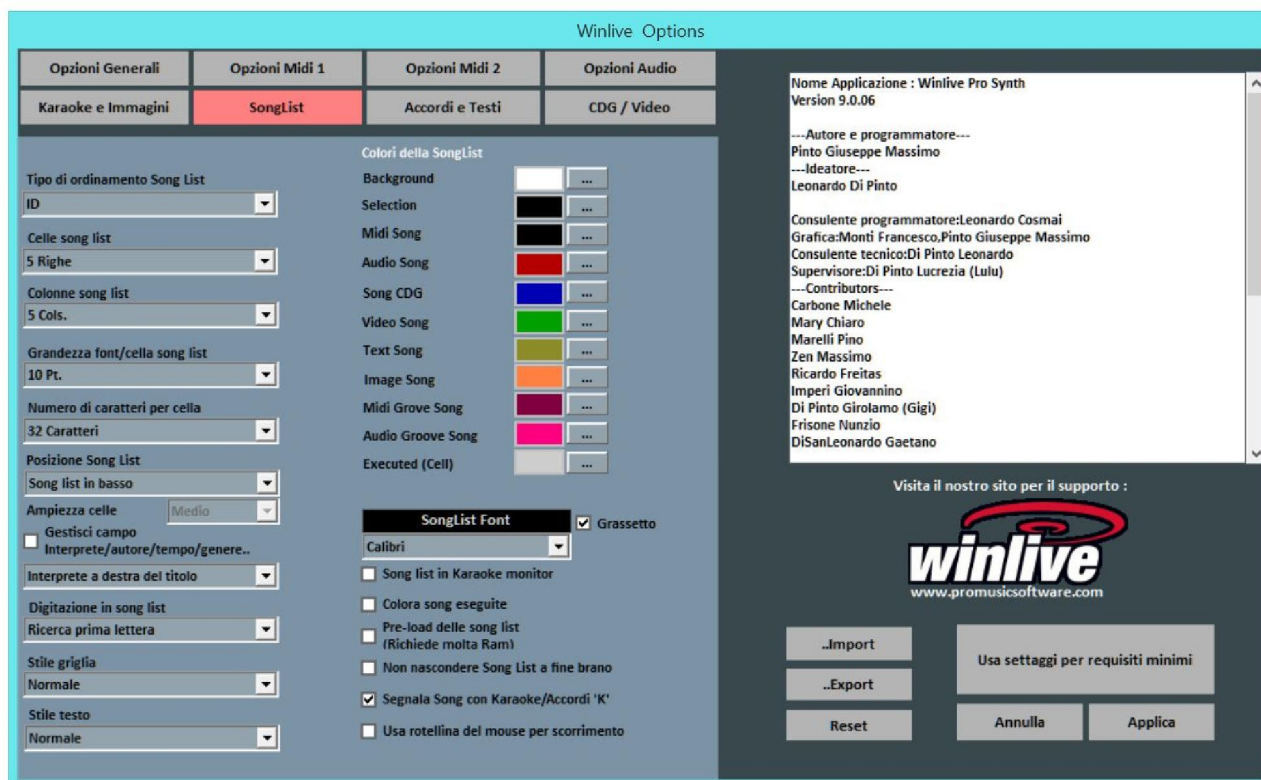 Winlive Options
Opzioni Generali
Opzioni Midi 1
Opzioni Midi 2
Opzioni Audio
Karaoke e Immagini
SongList
Accordi e Testi
CDG / Video
Tipo di ordinamento Song List
ID
Celle song list
5 Righe
Colonne song list
5 Cols.
Grandezza font/cella song list
10 Pt.
Numero di caratteri per cella
32 Caratteri
Posizione Song List
Song list in basso
Ampiezza celle
Medio
Gestisci campo
Interprete/autore/tempo/genere..
Interprete a destra del titolo
Digitazione in song list
Ricerca prima lettera
Stile griglia
Normale
Stile testo
Normale
Colori della SongList
Background
...
Selection
...
Midi Song
...
Audio Song
...
Song CDG
...
Video Song
...
Text Song
...
Image Song
...
Midi Grove Song
...
Audio Groove Song
...
Executed (Cell)
...
SongList Font
Grassetto
Calibri
Song list in Karaoke monitor
Colora song eseguite
Pre-load delle song list
(Richiede molta Ram)
Non nascondere Song List a fine brano
Segnala Song con Karaoke/Accordi 'K'
Usa rotellina del mouse per scorrimento
Nome Applicazione : Winlive Pro Synth
Version 9.0.06
---Autore e programmatore---
Pinto Giuseppe Massimo
---Ideatore---
Leonardo Di Pinto
Consulente programmatore:Leonardo Cosmai
Grafica:Monti Francesco,Pinto Giuseppe Massimo
Consulente tecnico:Di Pinto Leonardo
Supervisore:Di Pinto Lucrezia (Lulu)
---Contributors---
Carbone Michele
Mary Chiaro
Marelli Pino
Zen Massimo
Ricardo Freitas
Imperi Giovannino
Di Pinto Girolamo (Gigi)
Frisone Nunzio
DiSanLeonardo Gaetano
Visita il nostro sito per il supporto :
winlive
www.promusicsoftware.com
..Import
..Export
Reset
Usa settaggi per requisiti minimi
Annulla
Applica